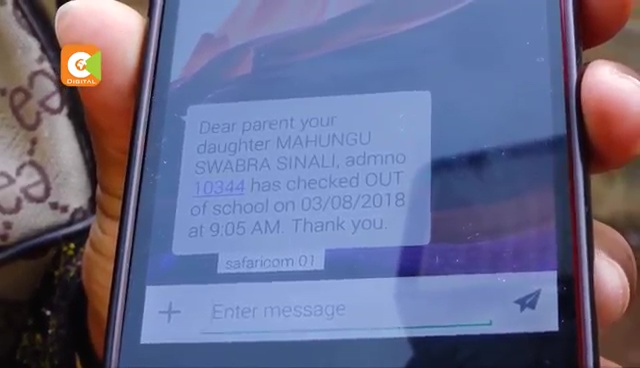 DIGITAL
Dear parent your
daughter MAHUNGU
SWABRA SINALI, admno
10344 has checked OUT
of school on 03/08/2018
at 9:05 AM. Thank you.
safaricom 01
Enter message